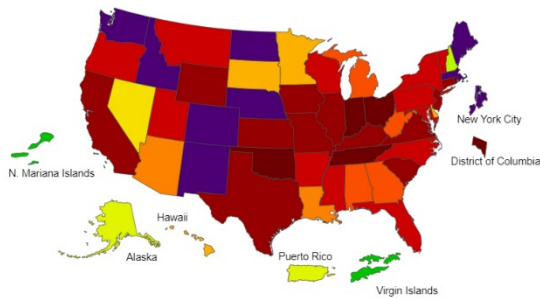 New York City
District of Columbia
N. Mariana Islands
Hawaii
Alaska
Puerto Rico
Virgin Islands